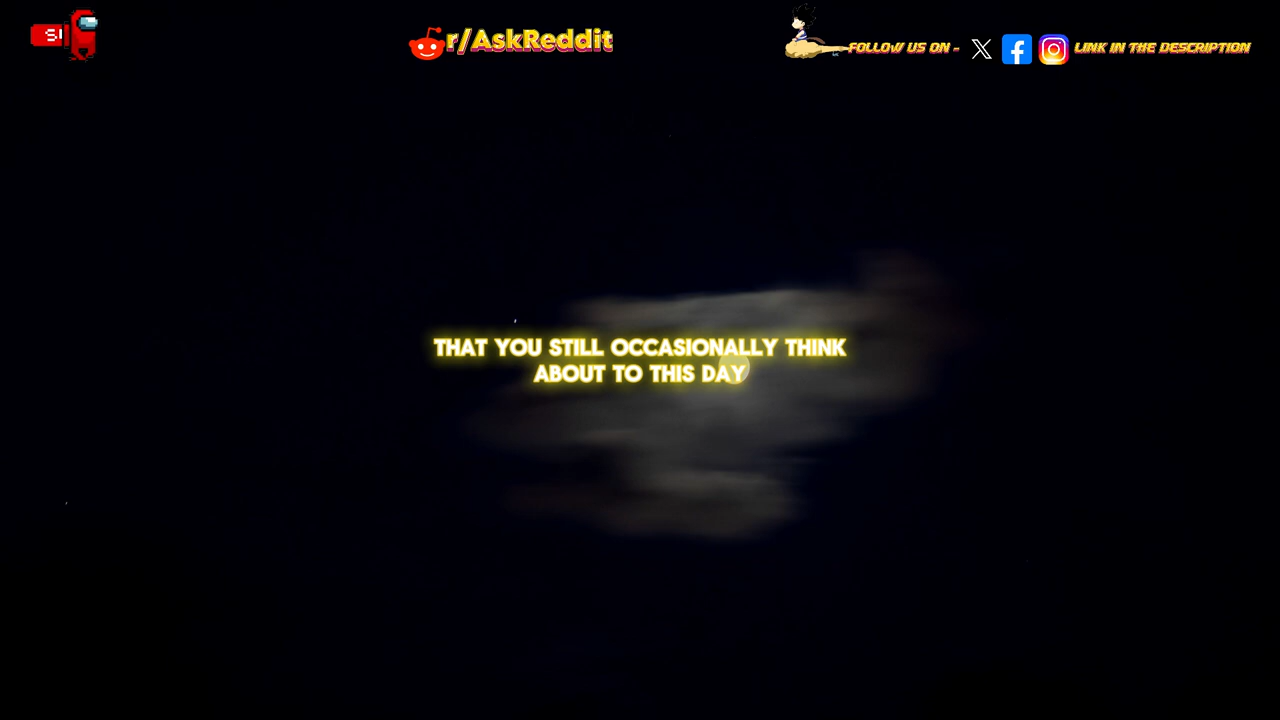 r/AskReddit
FOLLOW US ON -
LINK IN THE DESCRIPTION
THAT YOU STILL OCCASIONALLY THINK
ABOUT TO THIS DAY